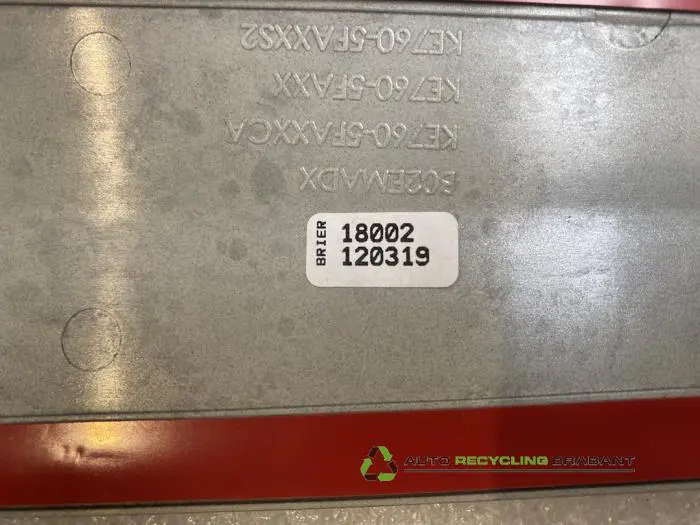 KE760-5FAXXS2
KE760-5FAXX
KE760-5FAXXCA
B02EMADX
BRIER
18002
120319
AUTO RECYCLING BRABANT